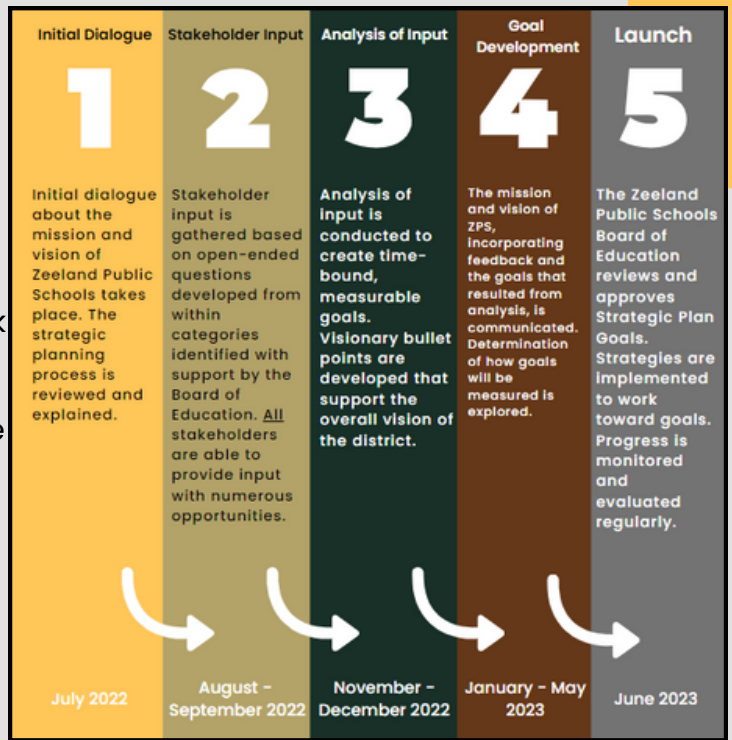 Initial Dialogue
1
Initial dialogue
about the
mission and
vision of
Zeeland Public
Schools takes
place. The
strategic
planning
process is
reviewed and
explained.
July 2022
Stakeholder Input
2
Stakeholder
input is
gathered based
on open-ended
questions
developed from
within
categories
identified with
support by the
Board of
Education. All
stakeholders
are able to
provide input
with numerous
opportunities.
August -
September 2022
Analysis of Input
3
Analysis of
input is
conducted to
create time-
bound,
measurable
goals.
Visionary bullet
points are
developed that
support the
overall vision of
the district.
November -
December 2022
Goal
Development
4
The mission
and vision of
ZPS,
incorporating
feedback and
the goals that
resulted from
analysis, is
communicated.
Determination
of how goals
will be
measured is
explored.
January - May
2023
Launch
5
The Zeeland
Public Schools
Board of
Education
reviews and
approves
Strategic Plan
Goals.
Strategies are
implemented
to work
toward goals.
Progress is
monitored
and
evaluated
regularly.
June 2023